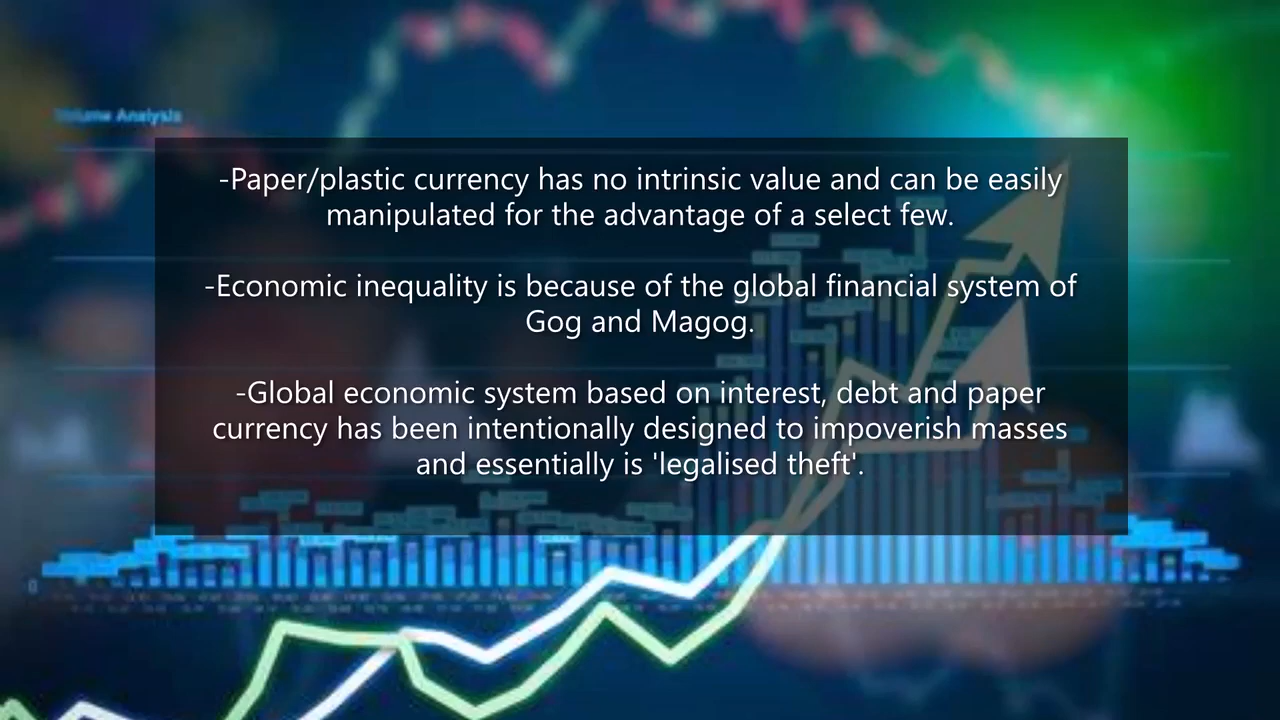 Volume Analysis
-Paper/plastic currency has no intrinsic value and can be easily
manipulated for the advantage of a select few.
-Economic inequality is because of the global financial system of
Gog and Magog.
-Global economic system based on interest, debt and paper
currency has been intentionally designed to impoverish masses
and essentially is 'legalised theft'.
0